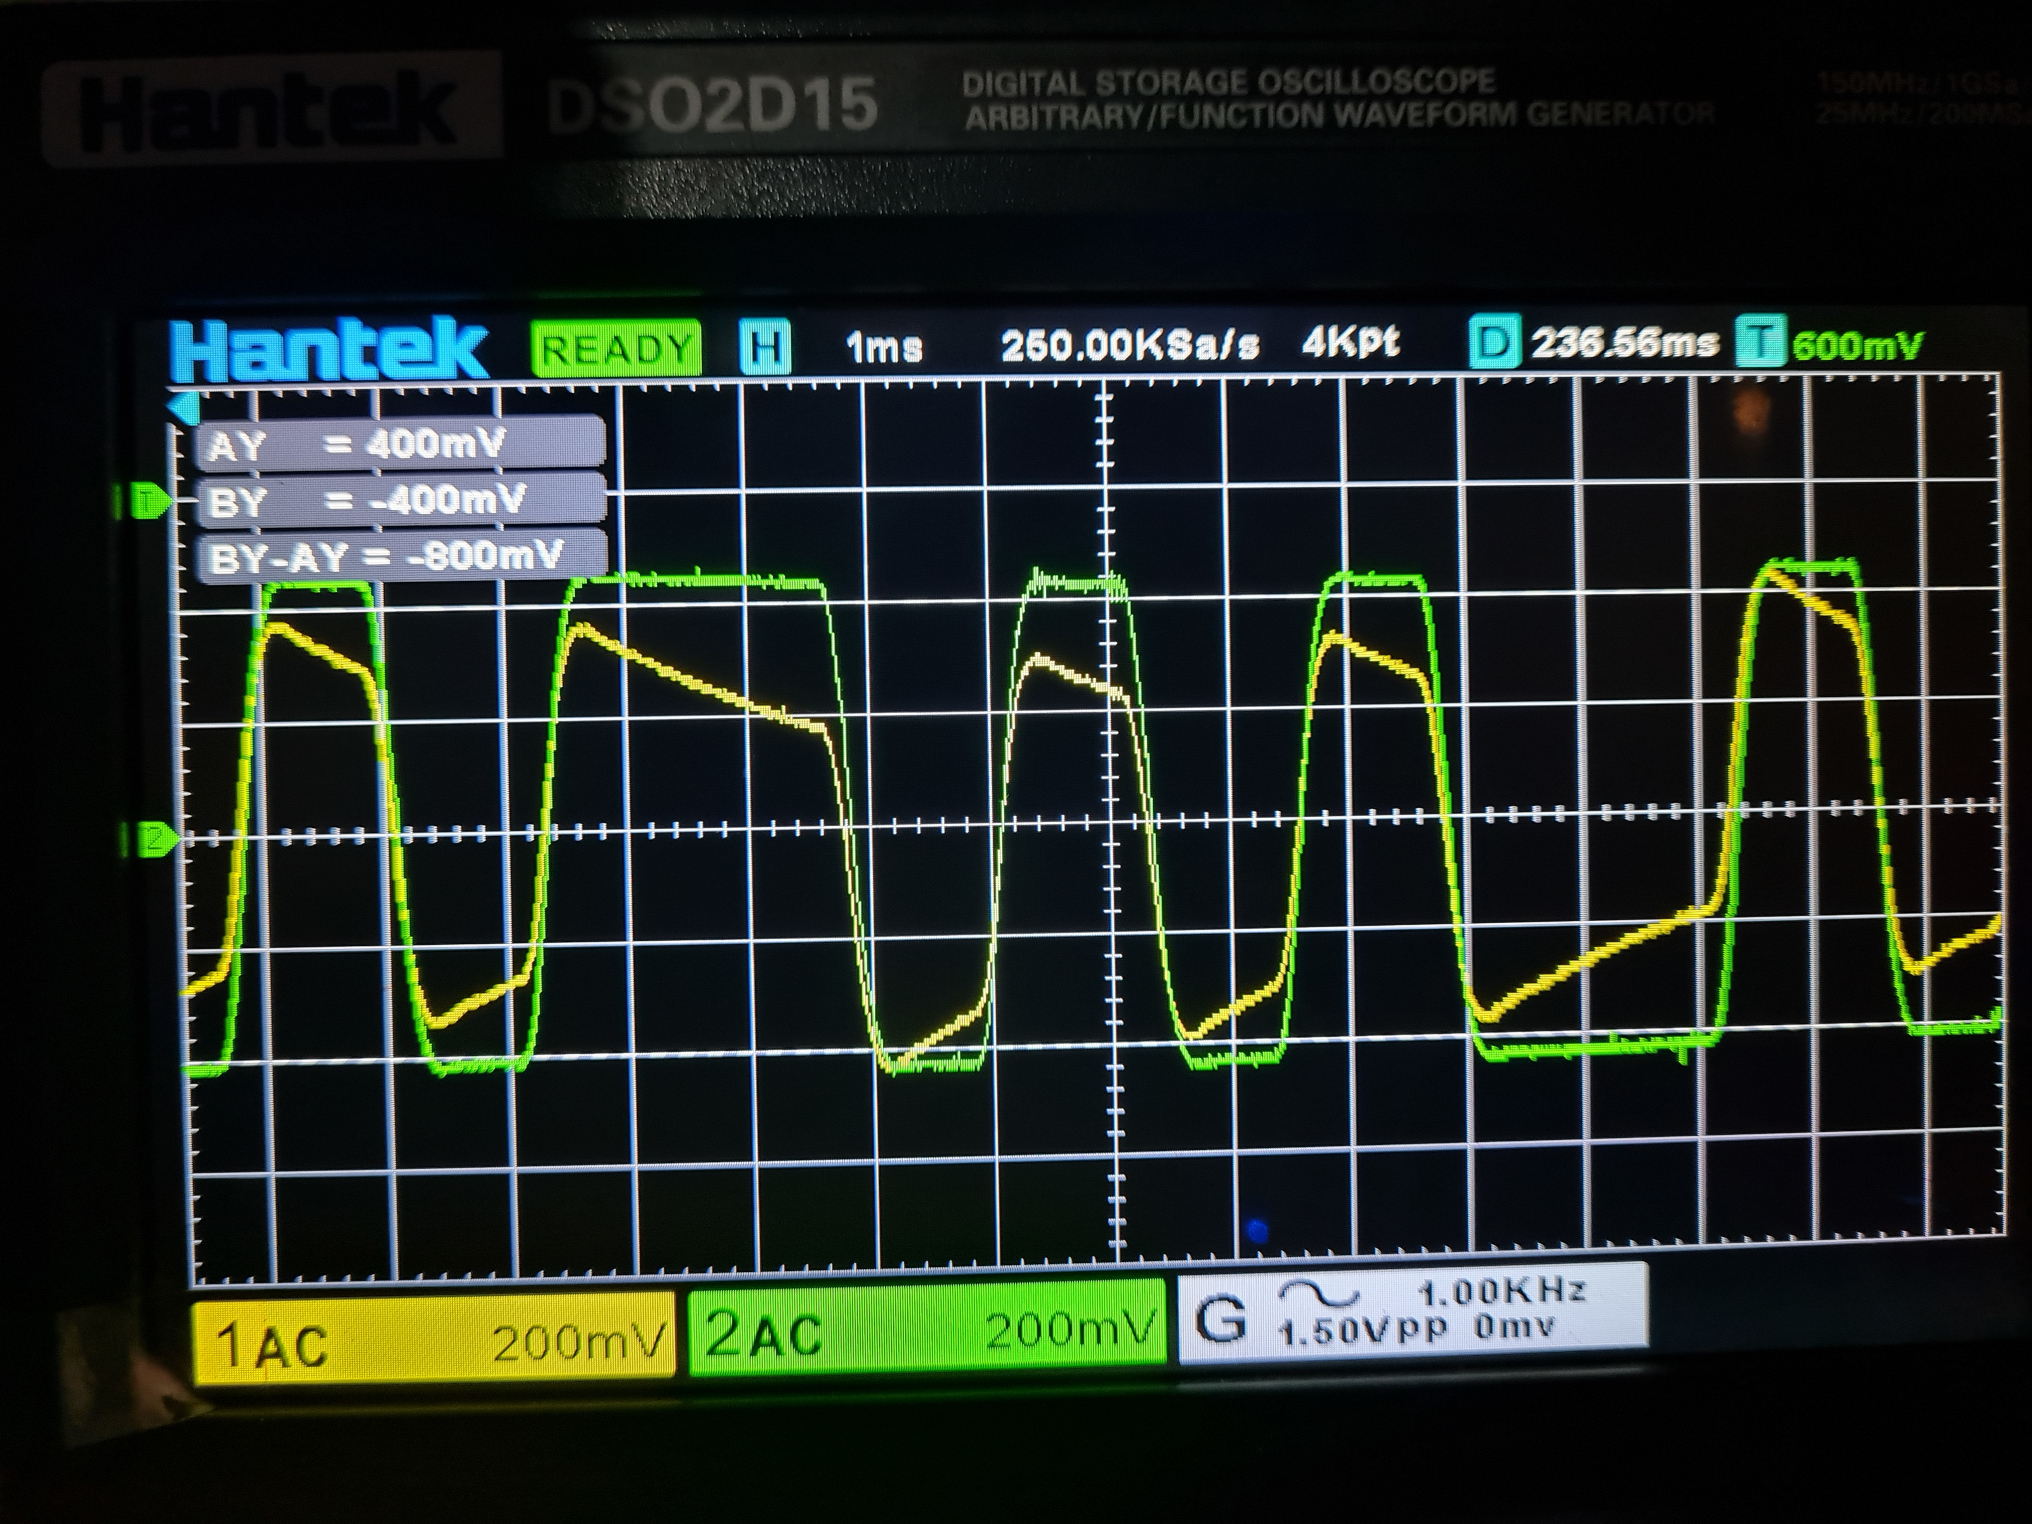 Hantek DSO2D15 DIGITAL STORAGE OSCILLOSCOPE 150MHz/1GSa
ARBITRARY/FUNCTION WAVEFORM GENERATOR 25MHz/200MS
Hantek READY H 1ms 250.00KSa/s 4Kpt D 236.56ms T 600mV
AY = 400mV
T
BY = -400mV
BY-AY = -800mV
2
1AC 200mV 2AC 200mV G 1.00KHz
1.50Vpp 0mv